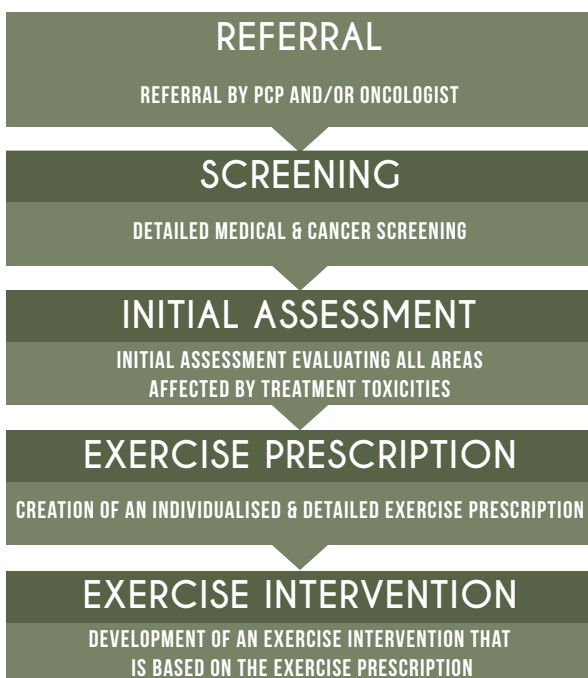 REFERRAL
REFERRAL BY PCP AND/OR ONCOLOGIST
SCREENING
DETAILED MEDICAL & CANCER SCREENING
INITIAL ASSESSMENT
INITIAL ASSESSMENT EVALUATING ALL AREAS
AFFECTED BY TREATMENT TOXICITIES
EXERCISE PRESCRIPTION
CREATION OF AN INDIVIDUALISED & DETAILED EXERCISE PRESCRIPTION
EXERCISE INTERVENTION
DEVELOPMENT OF AN EXERCISE INTERVENTION THAT
IS BASED ON THE EXERCISE PRESCRIPTION